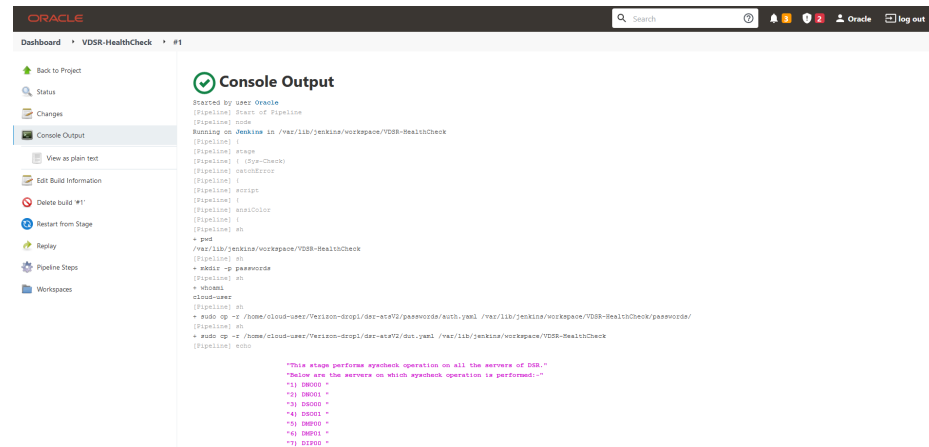 ORACLE
Search
3
2
Oracle
log out
Dashboard
VDSR-HealthCheck
#1
Back to Project
Status
Changes
Console Output
View as plain text
Edit Build Information
Delete build '#1'
Restart from Stage
Replay
Pipeline Steps
Workspaces
Console Output
Started by user Oracle
[Pipeline] Start of Pipeline
[Pipeline] node
Running on Jenkins in /var/lib/jenkins/workspace/VDSR-HealthCheck
[Pipeline] {
[Pipeline] stage
[Pipeline] { (Sys-Check)
[Pipeline] catchError
[Pipeline] {
[Pipeline] script
[Pipeline] {
[Pipeline] ansiColor
[Pipeline] {
[Pipeline] sh
+ pwd
/var/lib/jenkins/workspace/VDSR-HealthCheck
[Pipeline] sh
+ mkdir -p passwords
[Pipeline] sh
+ whoami
cloud-user
[Pipeline] sh
+ sudo cp -r /home/cloud-user/Verizon-drop1/dsr-atsV2/passwords/auth.yaml /var/lib/jenkins/workspace/VDSR-HealthCheck/passwords/
[Pipeline] sh
+ sudo cp -r /home/cloud-user/Verizon-drop1/dsr-atsV2/dut.yaml /var/lib/jenkins/workspace/VDSR-HealthCheck
[Pipeline] echo
"This stage performs syscheck operation on all the servers of DSR."
"Below are the servers on which syscheck operation is performed:-"
"1) DNO00 "
"2) DNO01 "
"3) DSO00 "
"4) DSO01 "
"5) DMP00 "
"6) DMP01 "
"7) DIP00 "